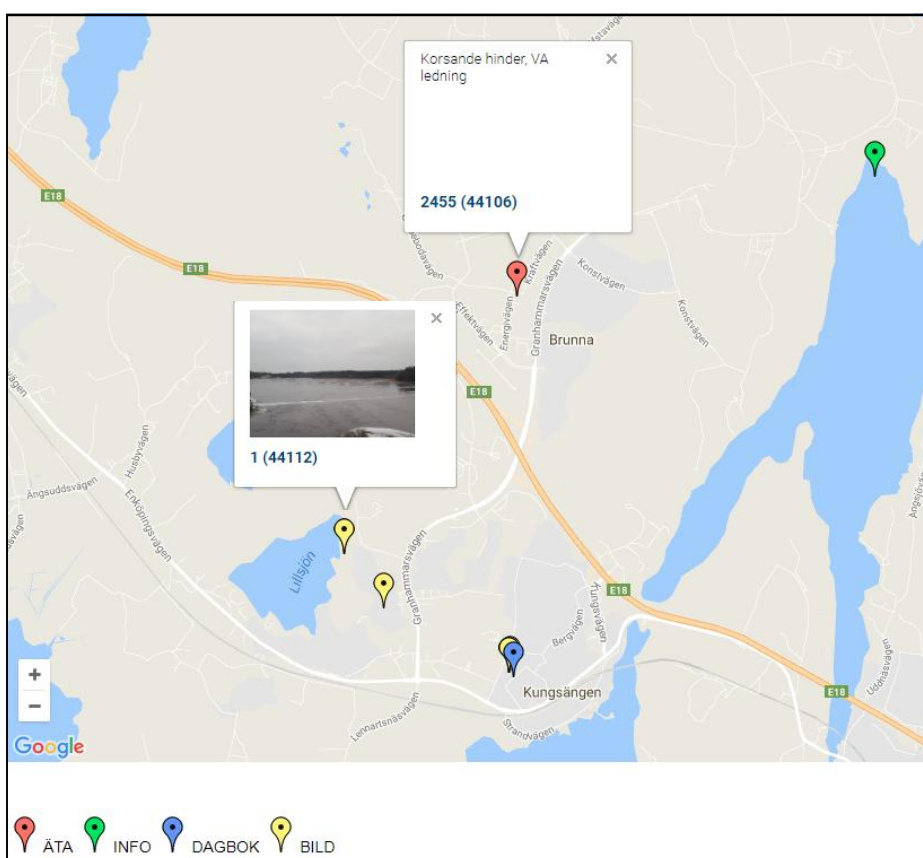 Korsande hinder, VA
ledning
2455 (44106)
E18
E18
Effektvägen
Energivägen
Kraftvägen
Granhammarsvägen
Konstvägen
Konstvägen
Brunna
E18
1 (44112)
Husbyvägen
Ängsuddsvägen
Enköpingsvägen
Lillsjön
Granhammarsvägen
E18
Kungsvägen
Bergvägen
Kungsängen
E18
Uddnäsvägen
Lennartsnäsvägen
Strandvägen
+
−
Google
ÄTA INFO DAGBOK BILD